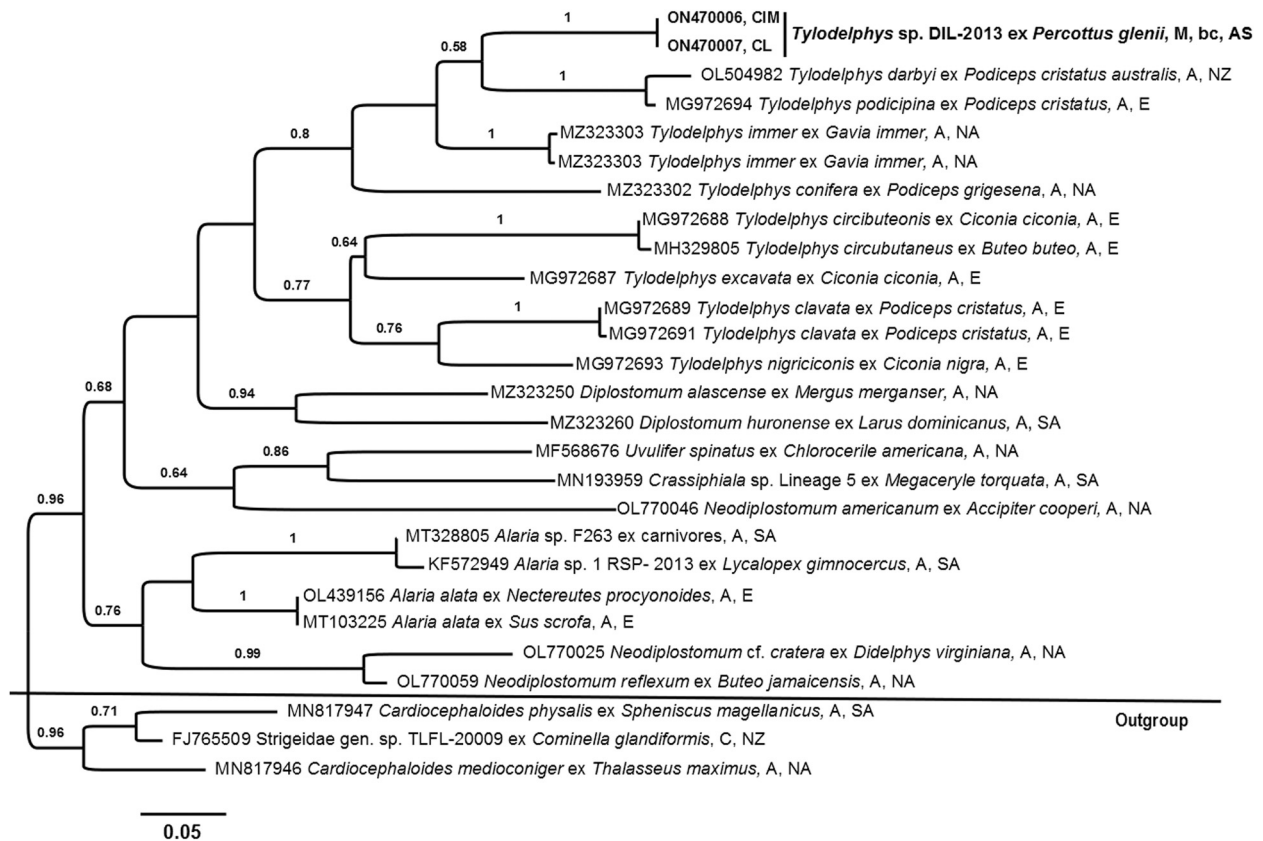 1
ON470006, CIM
ON470007, CL
Tylodelphys sp. DIL-2013 ex Percottus glenii, M, bc, AS
0.58
1
OL504982 Tylodelphys darbyi ex Podiceps cristatus australis, A, NZ
MG972694 Tylodelphys podicipina ex Podiceps cristatus, A, E
0.8
1
MZ323303 Tylodelphys immer ex Gavia immer, A, NA
MZ323303 Tylodelphys immer ex Gavia immer, A, NA
MZ323302 Tylodelphys conifera ex Podiceps grigesena, A, NA
1
MG972688 Tylodelphys circibuteonis ex Ciconia ciconia, A, E
0.64
MH329805 Tylodelphys circubutaneus ex Buteo buteo, A, E
0.77
MG972687 Tylodelphys excavata ex Ciconia ciconia, A, E
1
MG972689 Tylodelphys clavata ex Podiceps cristatus, A, E
0.76
MG972691 Tylodelphys clavata ex Podiceps cristatus, A, E
MG972693 Tylodelphys nigriciconis ex Ciconia nigra, A, E
0.68
0.94
MZ323250 Diplostomum alascense ex Mergus merganser, A, NA
MZ323260 Diplostomum huronense ex Larus dominicanus, A, SA
0.86
MF568676 Uvulifer spinatus ex Chlorocerile americana, A, NA
0.64
MN193959 Crassiphiala sp. Lineage 5 ex Megaceryle torquata, A, SA
0.96
OL770046 Neodiplostomum americanum ex Accipiter cooperi, A, NA
1
MT328805 Alaria sp. F263 ex carnivores, A, SA
KF572949 Alaria sp. 1 RSP- 2013 ex Lycalopex gimnocercus, A, SA
1
OL439156 Alaria alata ex Nectereutes procyonoides, A, E
0.76
MT103225 Alaria alata ex Sus scrofa, A, E
0.99
OL770025 Neodiplostomum cf. cratera ex Didelphys virginiana, A, NA
OL770059 Neodiplostomum reflexum ex Buteo jamaicensis, A, NA
0.71
MN817947 Cardiocephaloides physalis ex Spheniscus magellanicus, A, SA
Outgroup
0.96
FJ765509 Strigeidae gen. sp. TLFL-20009 ex Cominella glandiformis, C, NZ
MN817946 Cardiocephaloides medioconiger ex Thalasseus maximus, A, NA
0.05